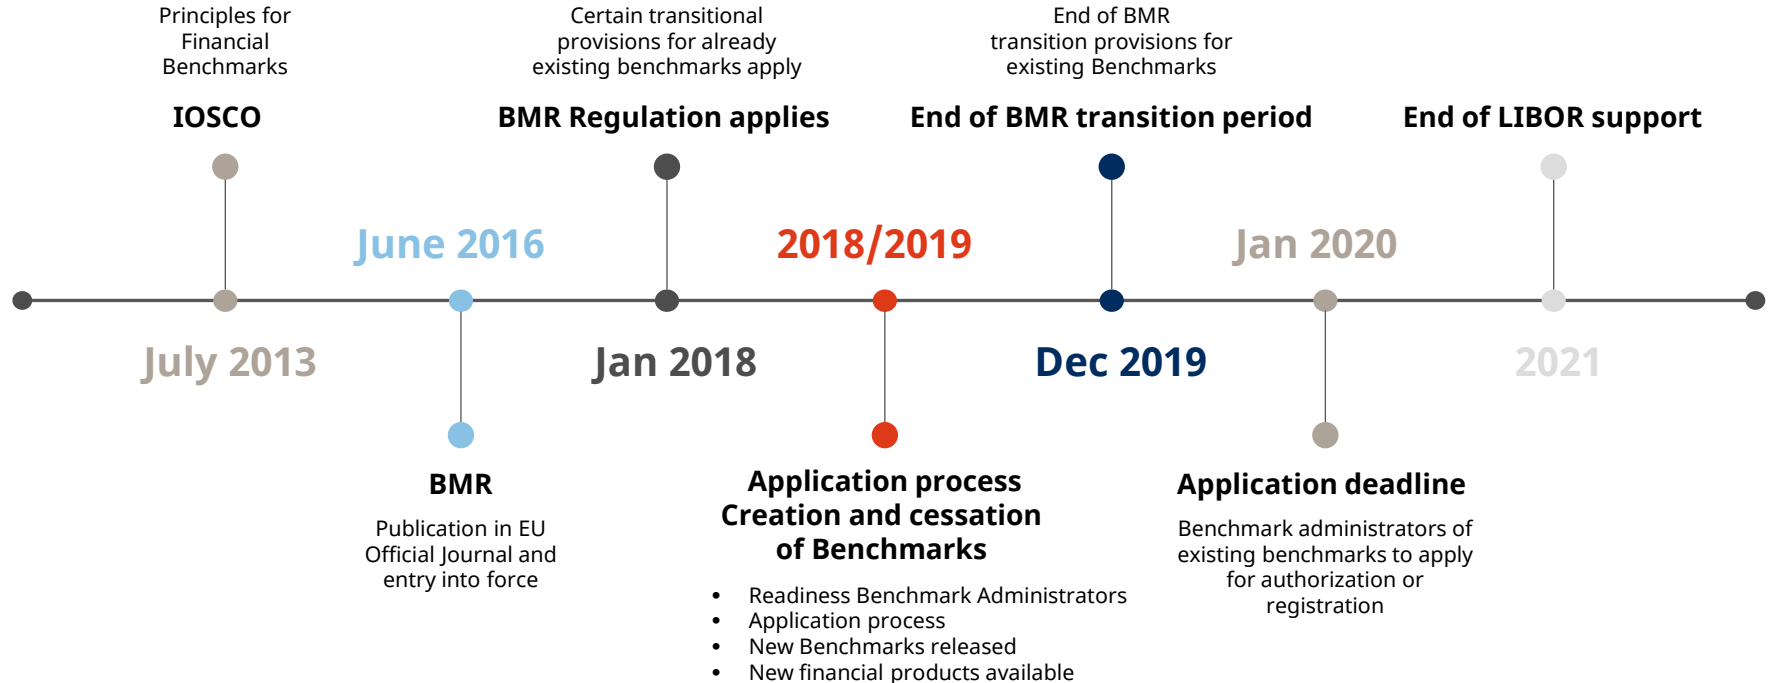 Principles for
Financial
Benchmarks
IOSCO
July 2013
June 2016
BMR
Publication in EU
Official Journal and
entry into force
Certain transitional
provisions for already
existing benchmarks apply
BMR Regulation applies
Jan 2018
2018/2019
Application process
Creation and cessation
of Benchmarks
• Readiness Benchmark Administrators
• Application process
• New Benchmarks released
• New financial products available
End of BMR
transition provisions for
existing Benchmarks
End of BMR transition period
Dec 2019
Jan 2020
Application deadline
Benchmark administrators of
existing benchmarks to apply
for authorization or
registration
End of LIBOR support
2021